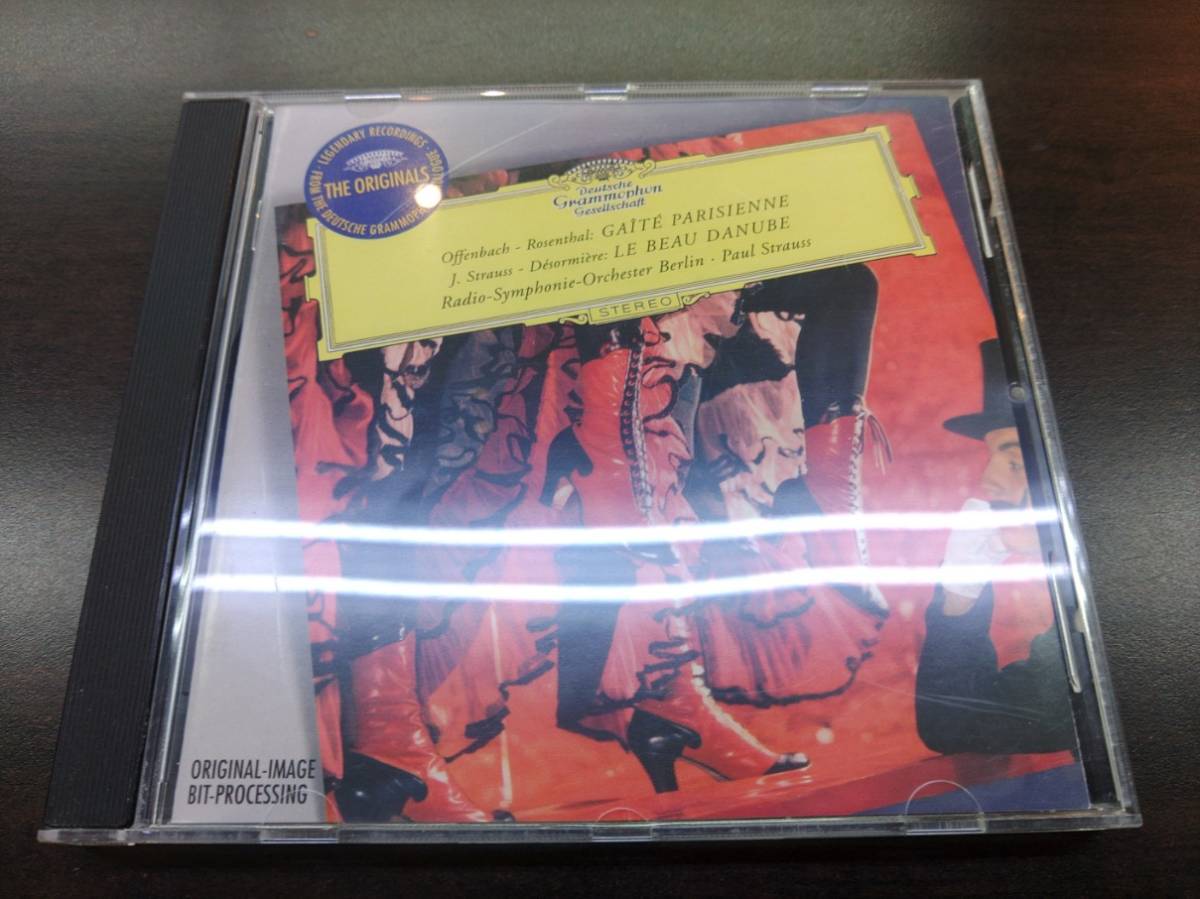 LEGENDARY RECORDINGS
THE ORIGINALS
FROM THE DEUTSCHE GRAMMOPHON
Deutsche
Grammophon
Gesellschaft
Offenbach - Rosenthal: GAÎTÉ PARISIENNE
J. Strauss - Désormière: LE BEAU DANUBE
Radio-Symphonie-Orchester Berlin · Paul Strauss
STEREO
ORIGINAL-IMAGE
BIT-PROCESSING